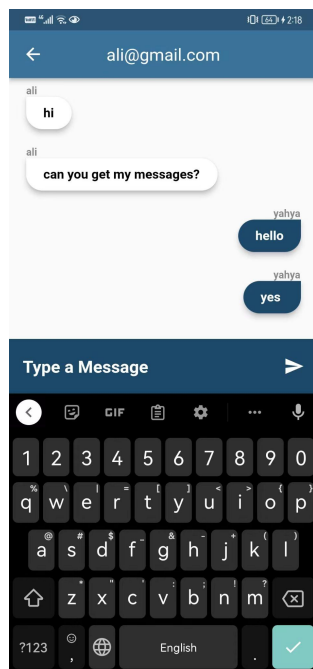 64 2:18
ali@gmail.com
ali
hi
ali
can you get my messages?
yahya
hello
yahya
yes
Type a Message
GIF
1 2 3 4 5 6 7 8 9 0
% \ | = [ ] < > { }
q w e r t y u i o p
@ # $ _ & - + ( )
a s d f g h j k l
* " ' : ; ! ?
z x c v b n m
?123 , English .